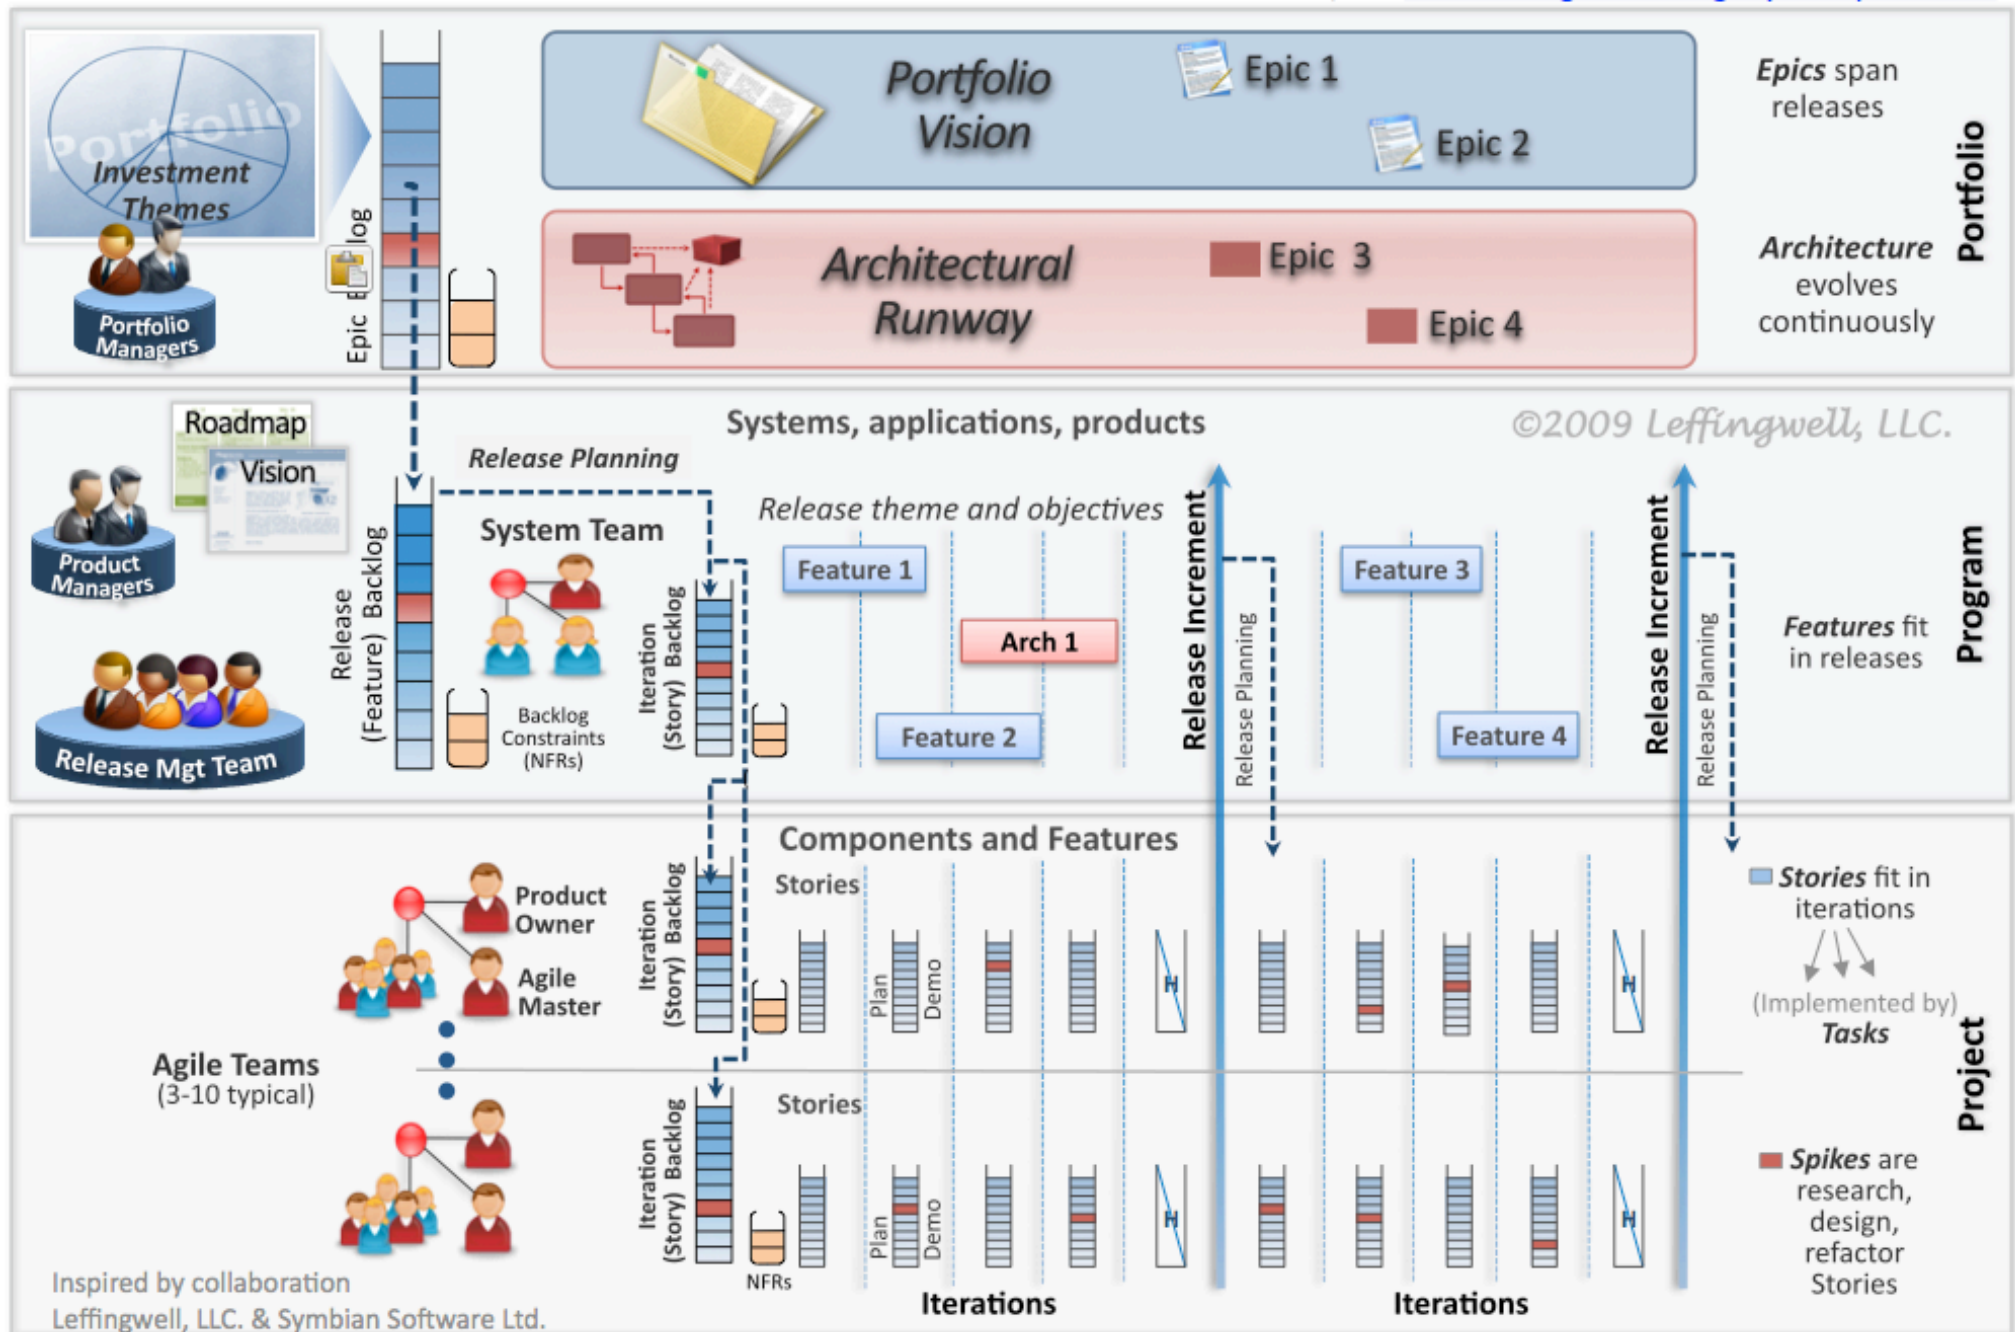 Portfolio
Investment
Themes
Portfolio
Managers
Epic
log
Portfolio
Vision
Epic 1
Epic 2
Epics span
releases
Architectural
Runway
Epic 3
Epic 4
Architecture
evolves
continuously
Portfolio
Roadmap
Vision
Product
Managers
Release Mgt Team
Release
(Feature) Backlog
Release Planning
System Team
Backlog
Constraints
(NFRs)
Iteration
(Story) Backlog
Systems, applications, products
©2009 Leffingwell, LLC.
Release theme and objectives
Feature 1
Arch 1
Feature 2
Release Increment
Release Planning
Feature 3
Feature 4
Release Increment
Release Planning
Features fit
in releases
Program
Components and Features
Product
Owner
Agile
Master
Agile Teams
(3-10 typical)
Iteration
(Story) Backlog
Stories
Plan
Demo
H
H
Stories fit in
iterations
(Implemented by)
Tasks
Project
Iteration
(Story) Backlog
NFRs
Stories
Plan
Demo
H
H
Spikes are
research,
design,
refactor
Stories
Iterations
Iterations
Inspired by collaboration
Leffingwell, LLC. & Symbian Software Ltd.